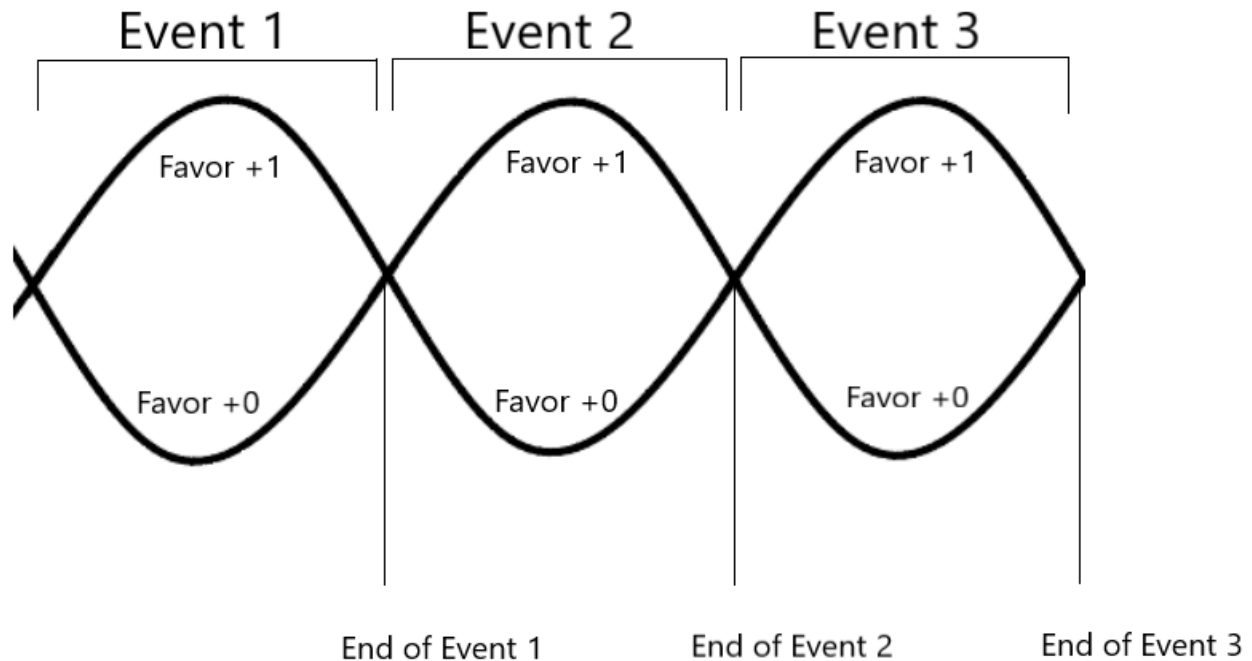 Event 1
Event 2
Event 3
Favor +1
Favor +1
Favor +1
Favor +0
Favor +0
Favor +0
End of Event 1
End of Event 2
End of Event 3